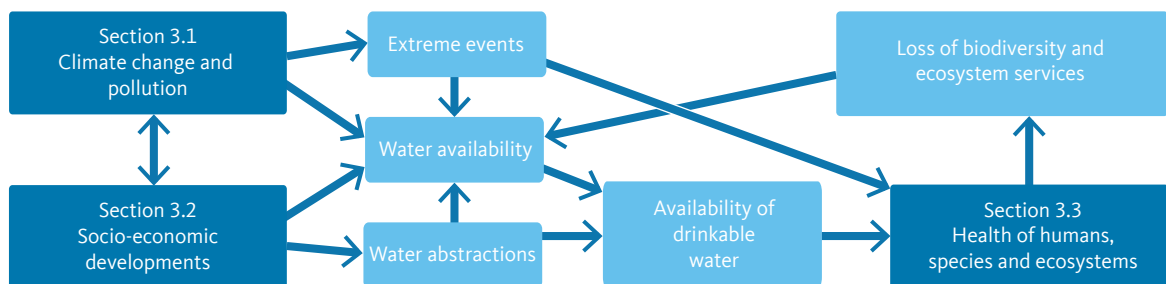 Section 3.1
Climate change and
pollution
Extreme events
Loss of biodiversity and
ecosystem services
Water availability
Section 3.2
Socio-economic
developments
Water abstractions
Availability of
drinkable
water
Section 3.3
Health of humans,
species and ecosystems